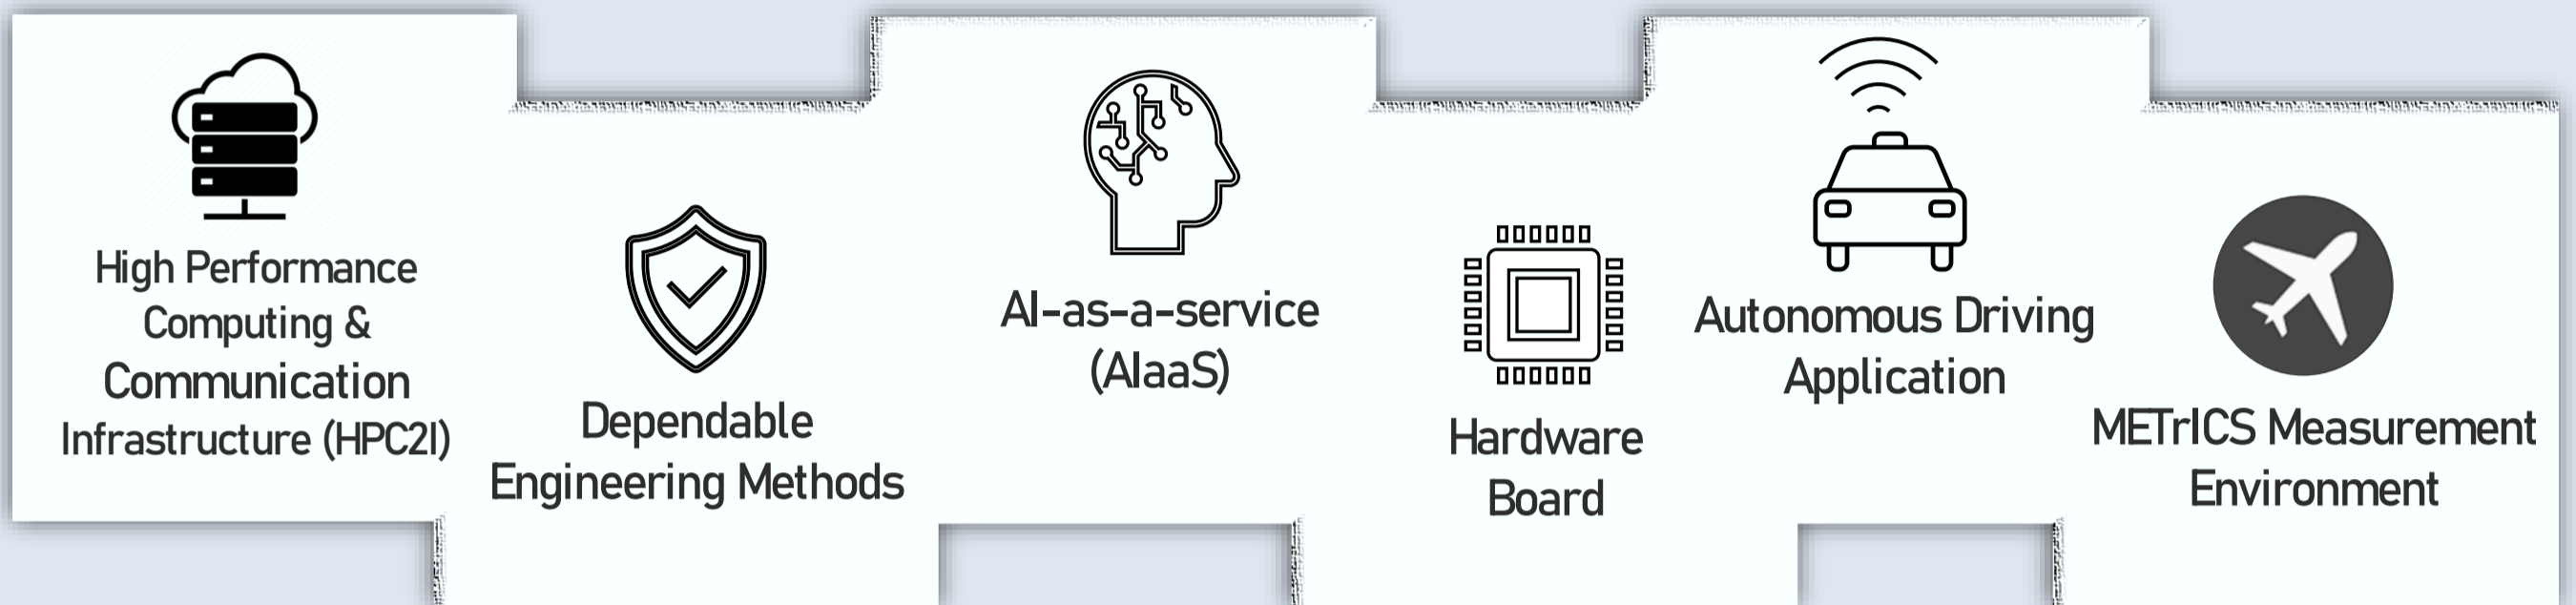 High Performance
Computing &
Communication
Infrastructure (HPC2I)
Dependable
Engineering Methods
AI-as-a-service
(AIaaS)
Hardware
Board
Autonomous Driving
Application
METrICS Measurement
Environment